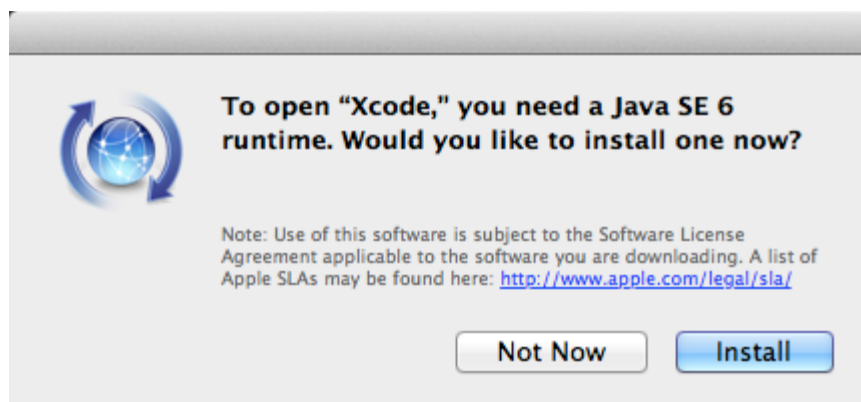 To open “Xcode," you need a Java SE 6
runtime. Would you like to install one now?
Note: Use of this software is subject to the Software License
Agreement applicable to the software you are downloading. A list of
Apple SLAs may be found here: http://www.apple.com/legal/sla/
Not Now
Install